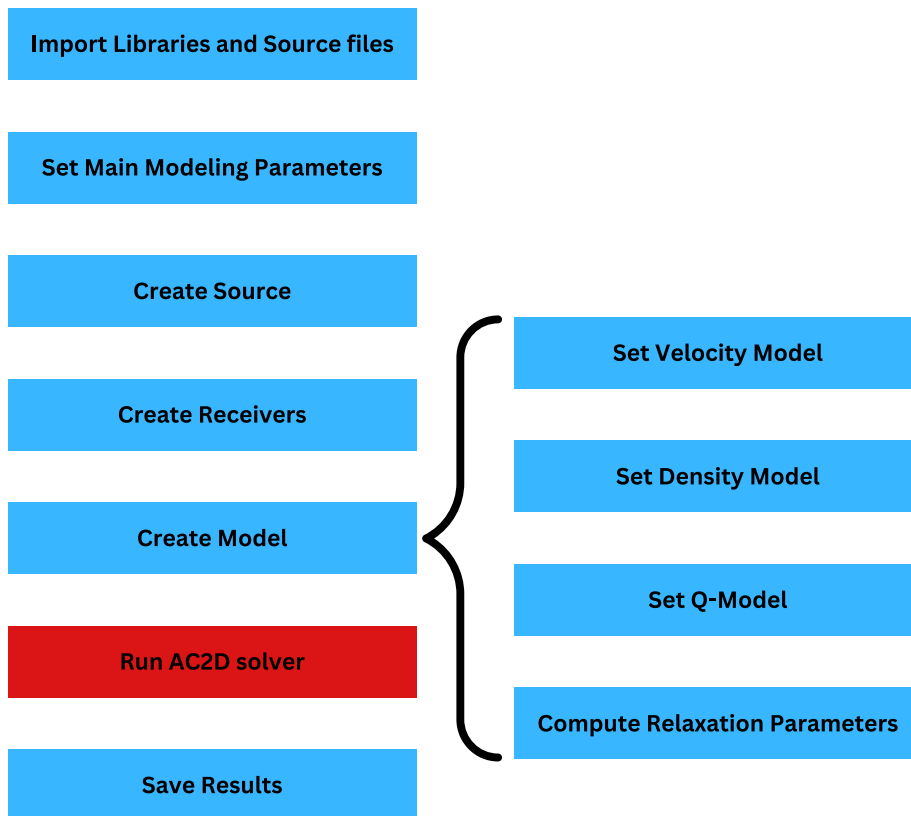 Import Libraries and Source files
Set Main Modeling Parameters
Create Source
Create Receivers
Create Model
Run AC2D solver
Save Results
Set Velocity Model
Set Density Model
Set Q-Model
Compute Relaxation Parameters